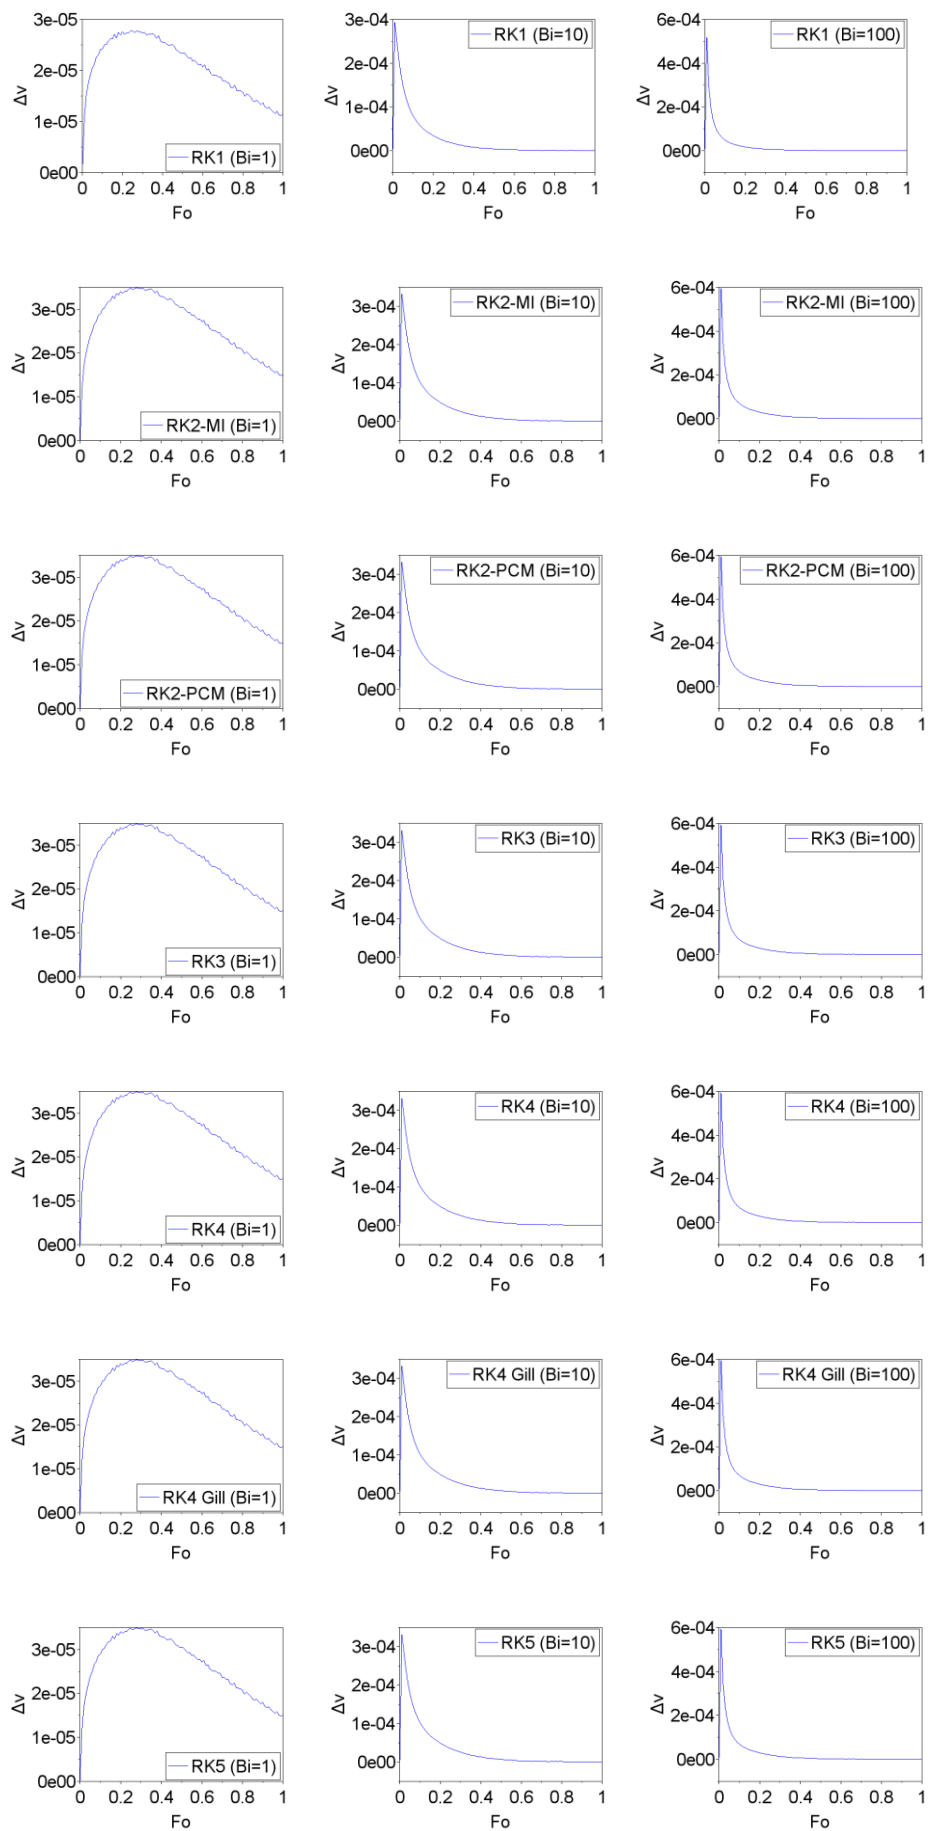 3e-05
2e-05
1e-05
0e00
Δv
RK1 (Bi=1)
0 0.2 0.4 0.6 0.8 1
Fo
3e-04
2e-04
1e-04
0e00
Δv
RK1 (Bi=10)
0 0.2 0.4 0.6 0.8 1
Fo
6e-04
4e-04
2e-04
0e00
Δv
RK1 (Bi=100)
0 0.2 0.4 0.6 0.8 1
Fo
3e-05
2e-05
1e-05
0e00
Δv
RK2-MI (Bi=1)
0 0.2 0.4 0.6 0.8 1
Fo
3e-04
2e-04
1e-04
0e00
Δv
RK2-MI (Bi=10)
0 0.2 0.4 0.6 0.8 1
Fo
6e-04
4e-04
2e-04
0e00
Δv
RK2-MI (Bi=100)
0 0.2 0.4 0.6 0.8 1
Fo
3e-05
2e-05
1e-05
0e00
Δv
RK2-PCM (Bi=1)
0 0.2 0.4 0.6 0.8 1
Fo
3e-04
2e-04
1e-04
0e00
Δv
RK2-PCM (Bi=10)
0 0.2 0.4 0.6 0.8 1
Fo
6e-04
4e-04
2e-04
0e00
Δv
RK2-PCM (Bi=100)
0 0.2 0.4 0.6 0.8 1
Fo
3e-05
2e-05
1e-05
0e00
Δv
RK3 (Bi=1)
0 0.2 0.4 0.6 0.8 1
Fo
3e-04
2e-04
1e-04
0e00
Δv
RK3 (Bi=10)
0 0.2 0.4 0.6 0.8 1
Fo
6e-04
4e-04
2e-04
0e00
Δv
RK3 (Bi=100)
0 0.2 0.4 0.6 0.8 1
Fo
3e-05
2e-05
1e-05
0e00
Δv
RK4 (Bi=1)
0 0.2 0.4 0.6 0.8 1
Fo
3e-04
2e-04
1e-04
0e00
Δv
RK4 (Bi=10)
0 0.2 0.4 0.6 0.8 1
Fo
6e-04
4e-04
2e-04
0e00
Δv
RK4 (Bi=100)
0 0.2 0.4 0.6 0.8 1
Fo
3e-05
2e-05
1e-05
0e00
Δv
RK4 Gill (Bi=1)
0 0.2 0.4 0.6 0.8 1
Fo
3e-04
2e-04
1e-04
0e00
Δv
RK4 Gill (Bi=10)
0 0.2 0.4 0.6 0.8 1
Fo
6e-04
4e-04
2e-04
0e00
Δv
RK4 Gill (Bi=100)
0 0.2 0.4 0.6 0.8 1
Fo
3e-05
2e-05
1e-05
0e00
Δv
RK5 (Bi=1)
0 0.2 0.4 0.6 0.8 1
Fo
3e-04
2e-04
1e-04
0e00
Δv
RK5 (Bi=10)
0 0.2 0.4 0.6 0.8 1
Fo
6e-04
4e-04
2e-04
0e00
Δv
RK5 (Bi=100)
0 0.2 0.4 0.6 0.8 1
Fo